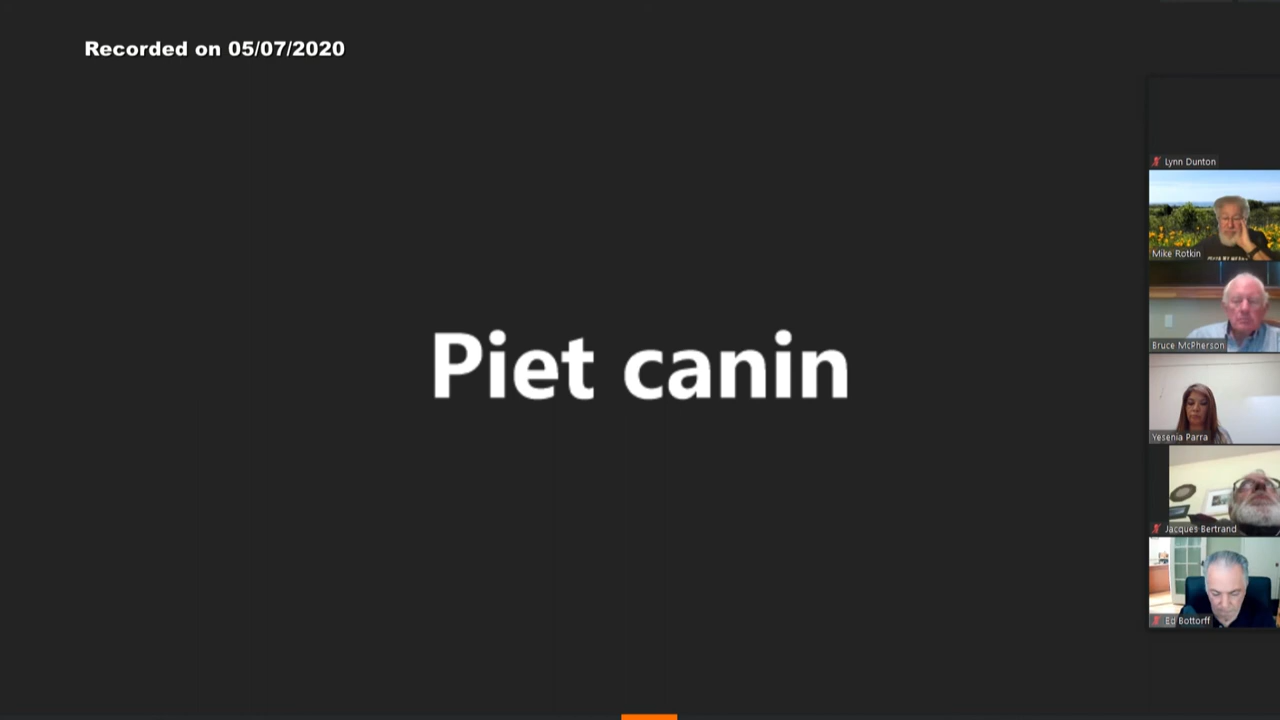 Recorded on 05/07/2020
Piet canin
Lynn Dunton
Mike Rotkin
Bruce McPherson
Yesenia Parra
Jacques Bertrand
Ed Bottorff